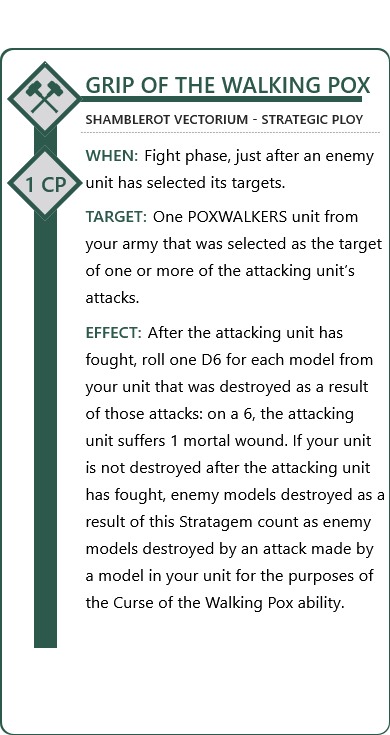 GRIP OF THE WALKING POX
SHAMBLEROT VECTORIUM - STRATEGIC PLOY
1 CP
WHEN: Fight phase, just after an enemy
unit has selected its targets.
TARGET: One POXWALKERS unit from
your army that was selected as the target
of one or more of the attacking unit’s
attacks.
EFFECT: After the attacking unit has
fought, roll one D6 for each model from
your unit that was destroyed as a result
of those attacks: on a 6, the attacking
unit suffers 1 mortal wound. If your unit
is not destroyed after the attacking unit
has fought, enemy models destroyed as a
result of this Stratagem count as enemy
models destroyed by an attack made by
a model in your unit for the purposes of
the Curse of the Walking Pox ability.